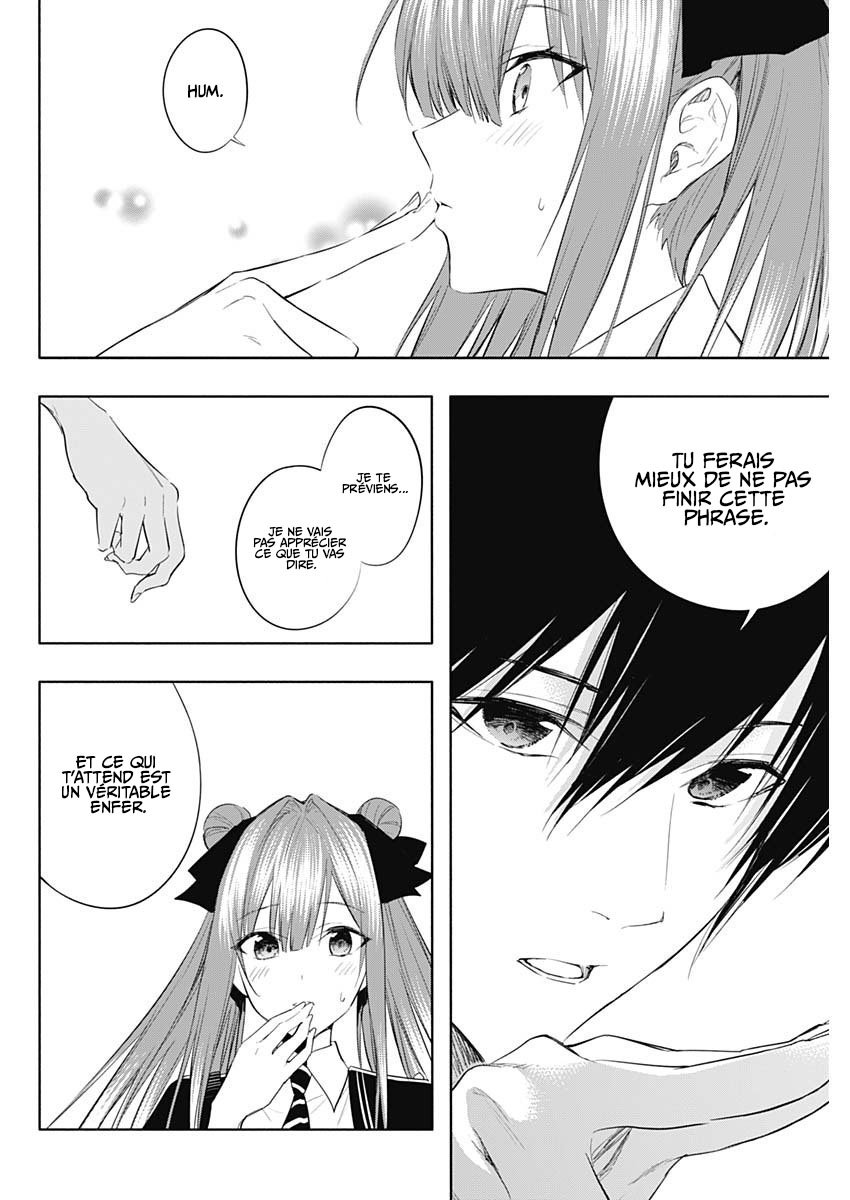 HUM.
TU FERAIS
MIEUX DE NE PAS
FINIR CETTE
PHRASE.
JE TE
PRÉVIENS...
JE NE VAIS
PAS APPRÉCIER
CE QUE TU VAS
DIRE.
ET CE QUI
T'ATTEND EST
UN VÉRITABLE
ENFER.